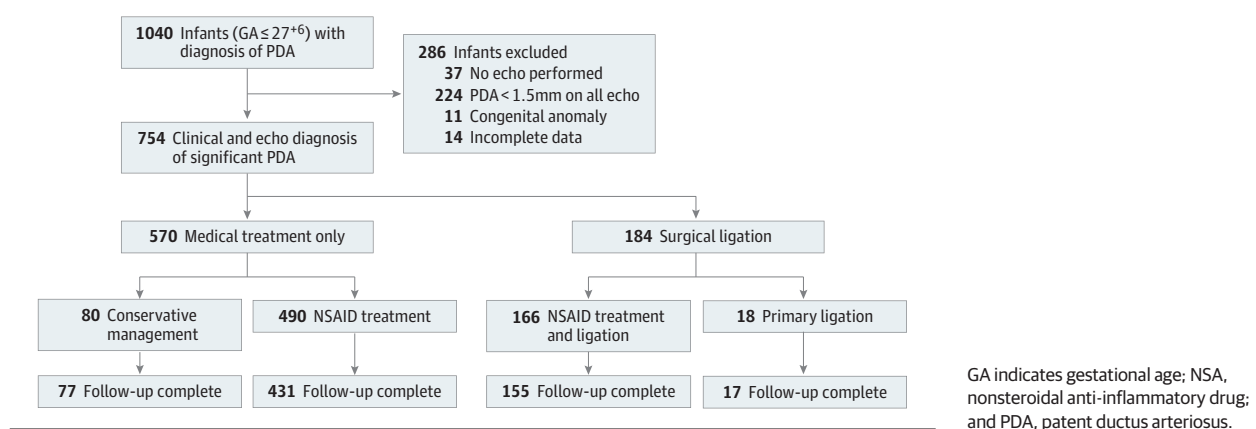 1040 Infants (GA ≤ 27+6) with
diagnosis of PDA
286 Infants excluded
37 No echo performed
224 PDA < 1.5mm on all echo
11 Congenital anomaly
14 Incomplete data
754 Clinical and echo diagnosis
of significant PDA
570 Medical treatment only
184 Surgical ligation
80 Conservative
management
490 NSAID treatment
166 NSAID treatment
and ligation
18 Primary ligation
77 Follow-up complete
431 Follow-up complete
155 Follow-up complete
17 Follow-up complete
GA indicates gestational age; NSA,
nonsteroidal anti-inflammatory drug;
and PDA, patent ductus arteriosus.